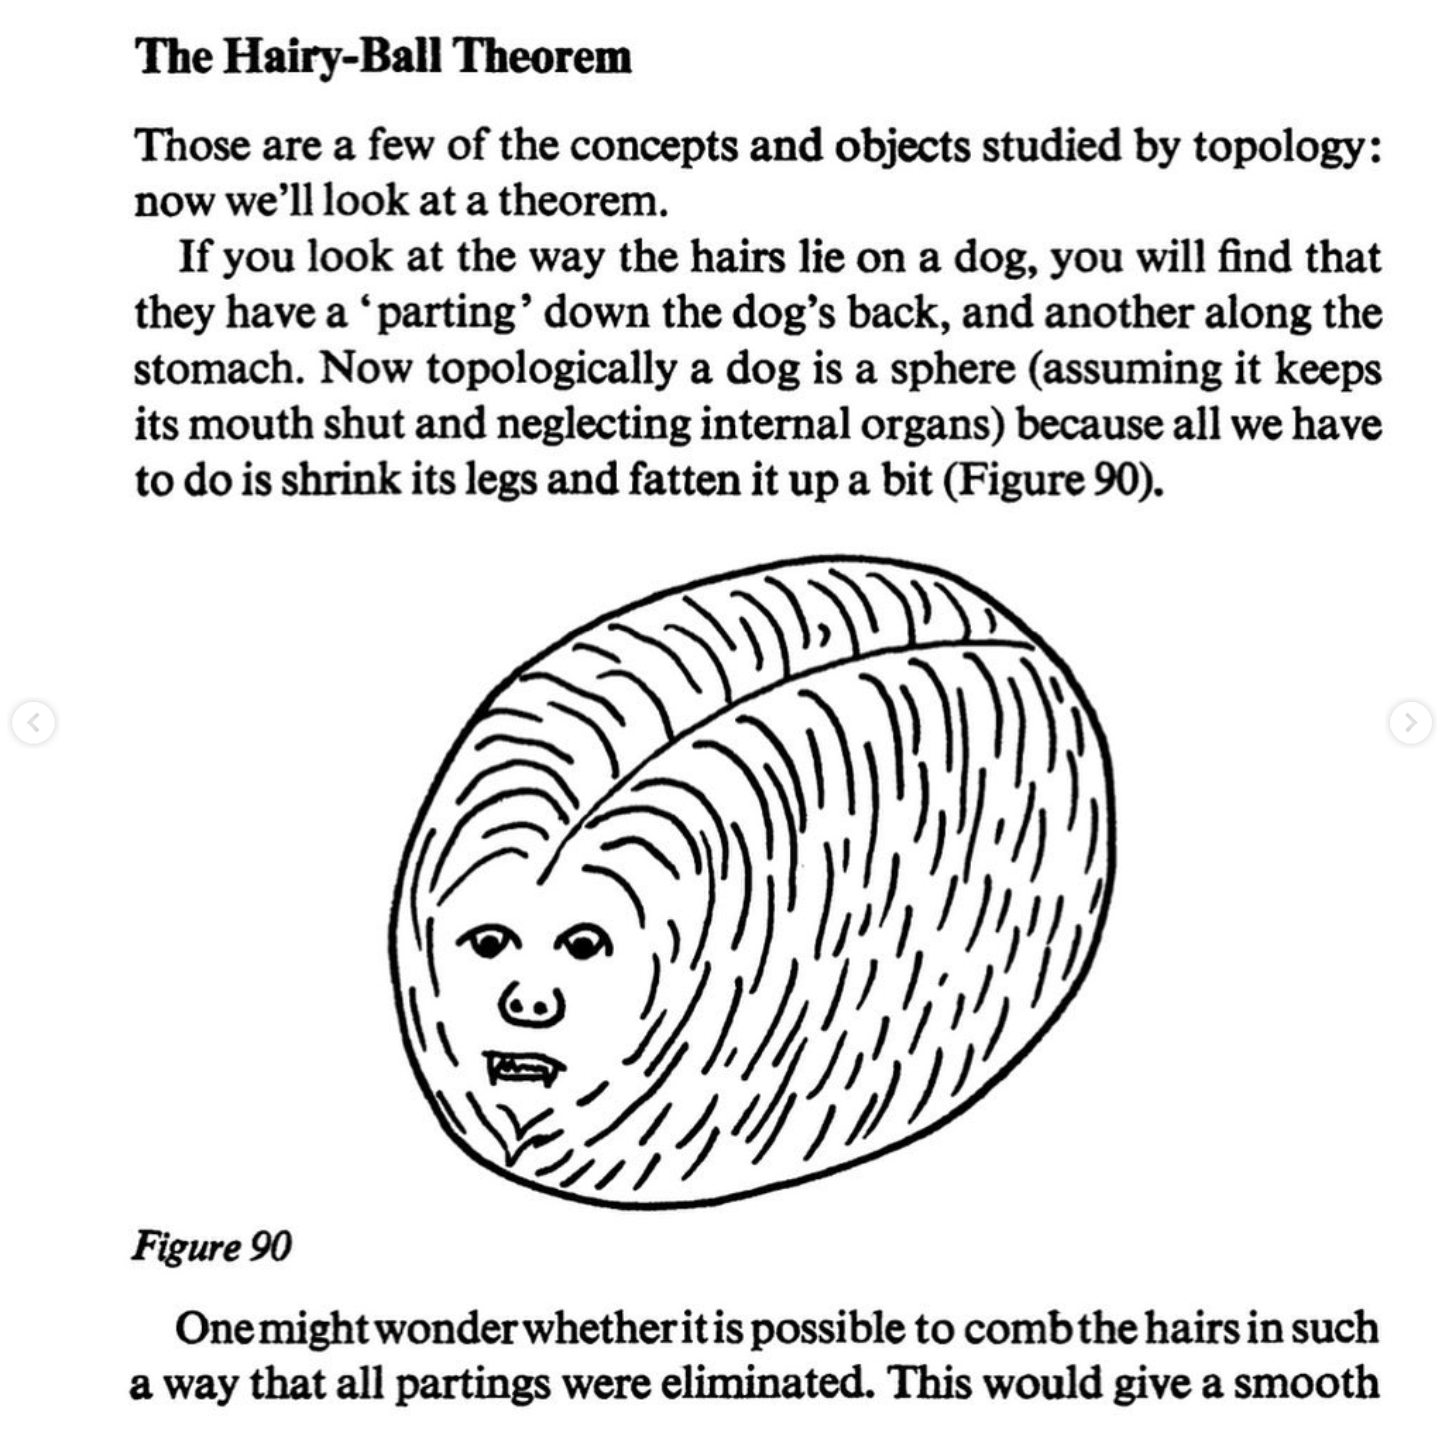 The Hairy-Ball Theorem
Those are a few of the concepts and objects studied by topology:
now we'll look at a theorem.
If you look at the way the hairs lie on a dog, you will find that
they have a ‘parting’ down the dog's back, and another along the
stomach. Now topologically a dog is a sphere (assuming it keeps
its mouth shut and neglecting internal organs) because all we have
to do is shrink its legs and fatten it up a bit (Figure 90).
Figure 90
One might wonder whether it is possible to comb the hairs in such
a way that all partings were eliminated. This would give a smooth